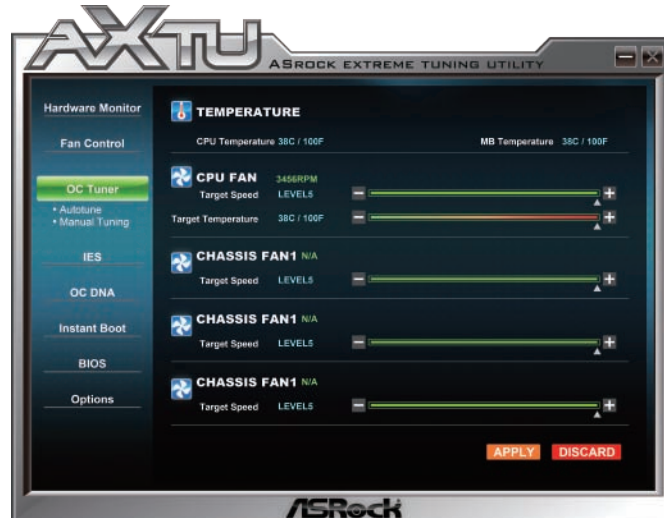 AXTU
ASROCK EXTREME TUNING UTILITY
Hardware Monitor
Fan Control
OC Tuner
• Autotune
• Manual Tuning
IES
OC DNA
Instant Boot
BIOS
Options
TEMPERATURE
CPU Temperature 38C / 100F
MB Temperature 38C / 100F
CPU FAN 3456RPM
Target Speed LEVEL5
Target Temperature 38C / 100F
CHASSIS FAN1 N/A
Target Speed LEVEL5
CHASSIS FAN1 N/A
Target Speed LEVEL5
CHASSIS FAN1 N/A
Target Speed LEVEL5
APPLY DISCARD
ASRock